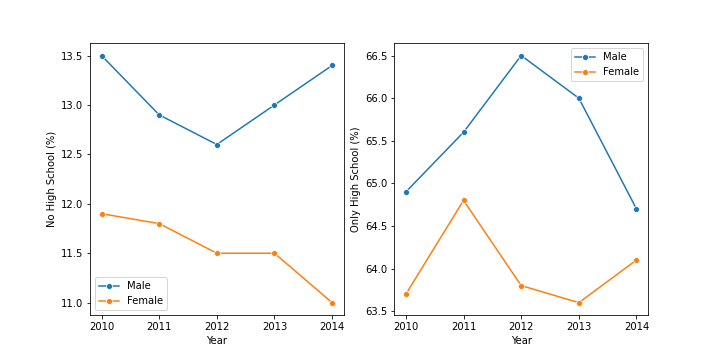 No High School (%)
13.5
13.0
12.5
12.0
11.5
11.0
Male
Female
2010 2011 2012 2013 2014
Year
Only High School (%)
66.5
66.0
65.5
65.0
64.5
64.0
63.5
Male
Female
2010 2011 2012 2013 2014
Year